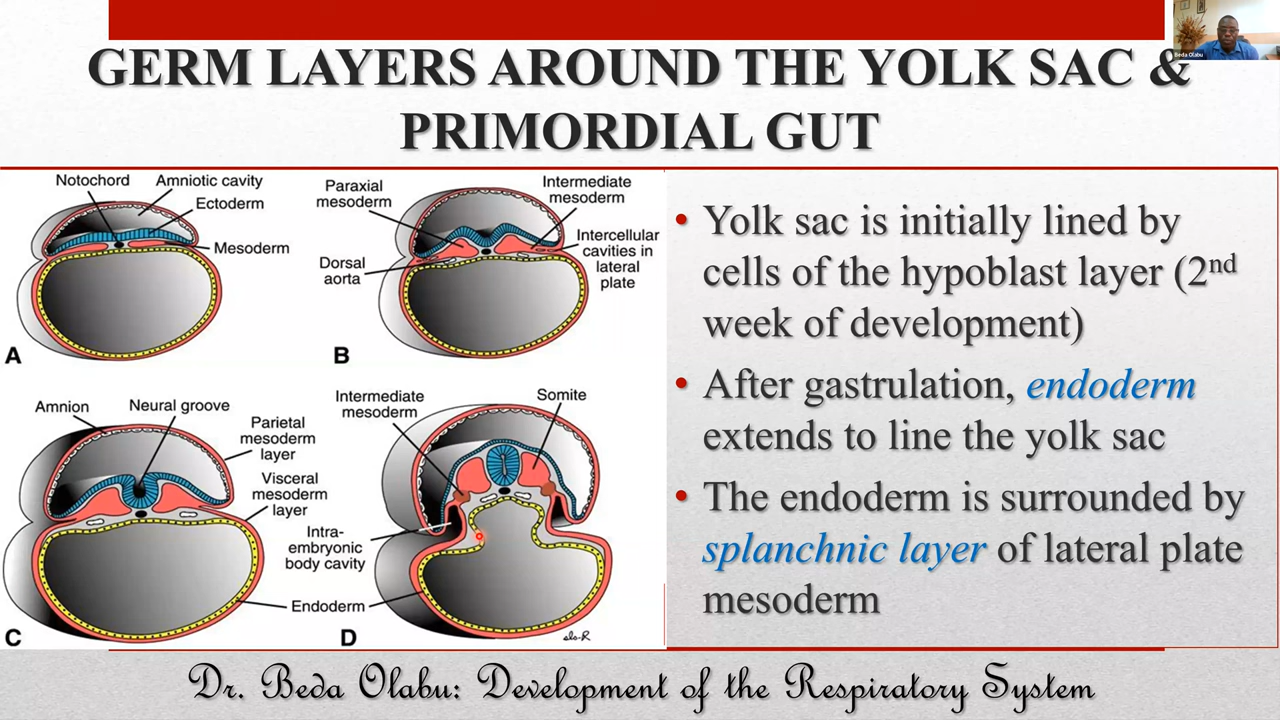 Beda Olabu
GERM LAYERS AROUND THE YOLK SAC &
PRIMORDIAL GUT
Notochord
Amniotic cavity
Ectoderm
Mesoderm
A
Paraxial
mesoderm
Intermediate
mesoderm
Intercellular
cavities in
lateral
plate
Dorsal
aorta
B
Amnion
Neural groove
Parietal
mesoderm
layer
Visceral
mesoderm
layer
Endoderm
C
Intermediate
mesoderm
Somite
Intra-
embryonic
body cavity
D
sls-R
• Yolk sac is initially lined by
cells of the hypoblast layer (2nd
week of development)
• After gastrulation, endoderm
extends to line the yolk sac
• The endoderm is surrounded by
splanchnic layer of lateral plate
mesoderm
Dr. Beda Olabu: Development of the Respiratory System